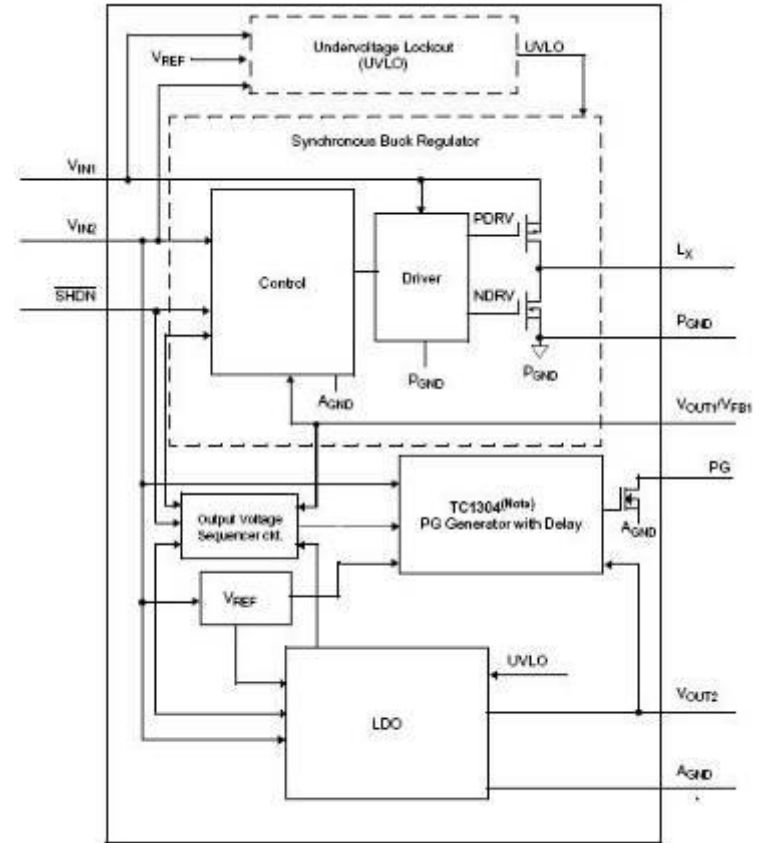 Undervoltage Lockout
(UVLO)
UVLO
VREF
Synchronous Buck Regulator
VIN1
VIN2
SHDN
Control
Driver
PDRV
NDRV
LX
PGND
PGND
PGND
AGND
VOUT1/VFB1
PG
TC1304(Note)
PG Generator with Delay
AGND
Output Voltage
Sequencer ckt.
VREF
UVLO
LDO
VOUT2
AGND